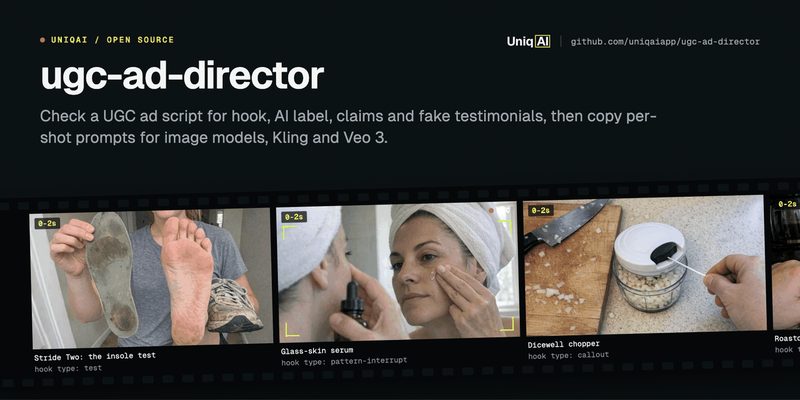 UNIQAI / OPEN SOURCE
UniqAI
github.com/uniqaiapp/ugc-ad-director
ugc-ad-director
Check a UGC ad script for hook, AI label, claims and fake testimonials, then copy per-
shot prompts for image models, Kling and Veo 3.
0-2s
0-2s
0-2s
0-2s
Stride Two: the insole test
hook type: test
Glass-skin serum
hook type: pattern-interrupt
Dicewell chopper
hook type: callout